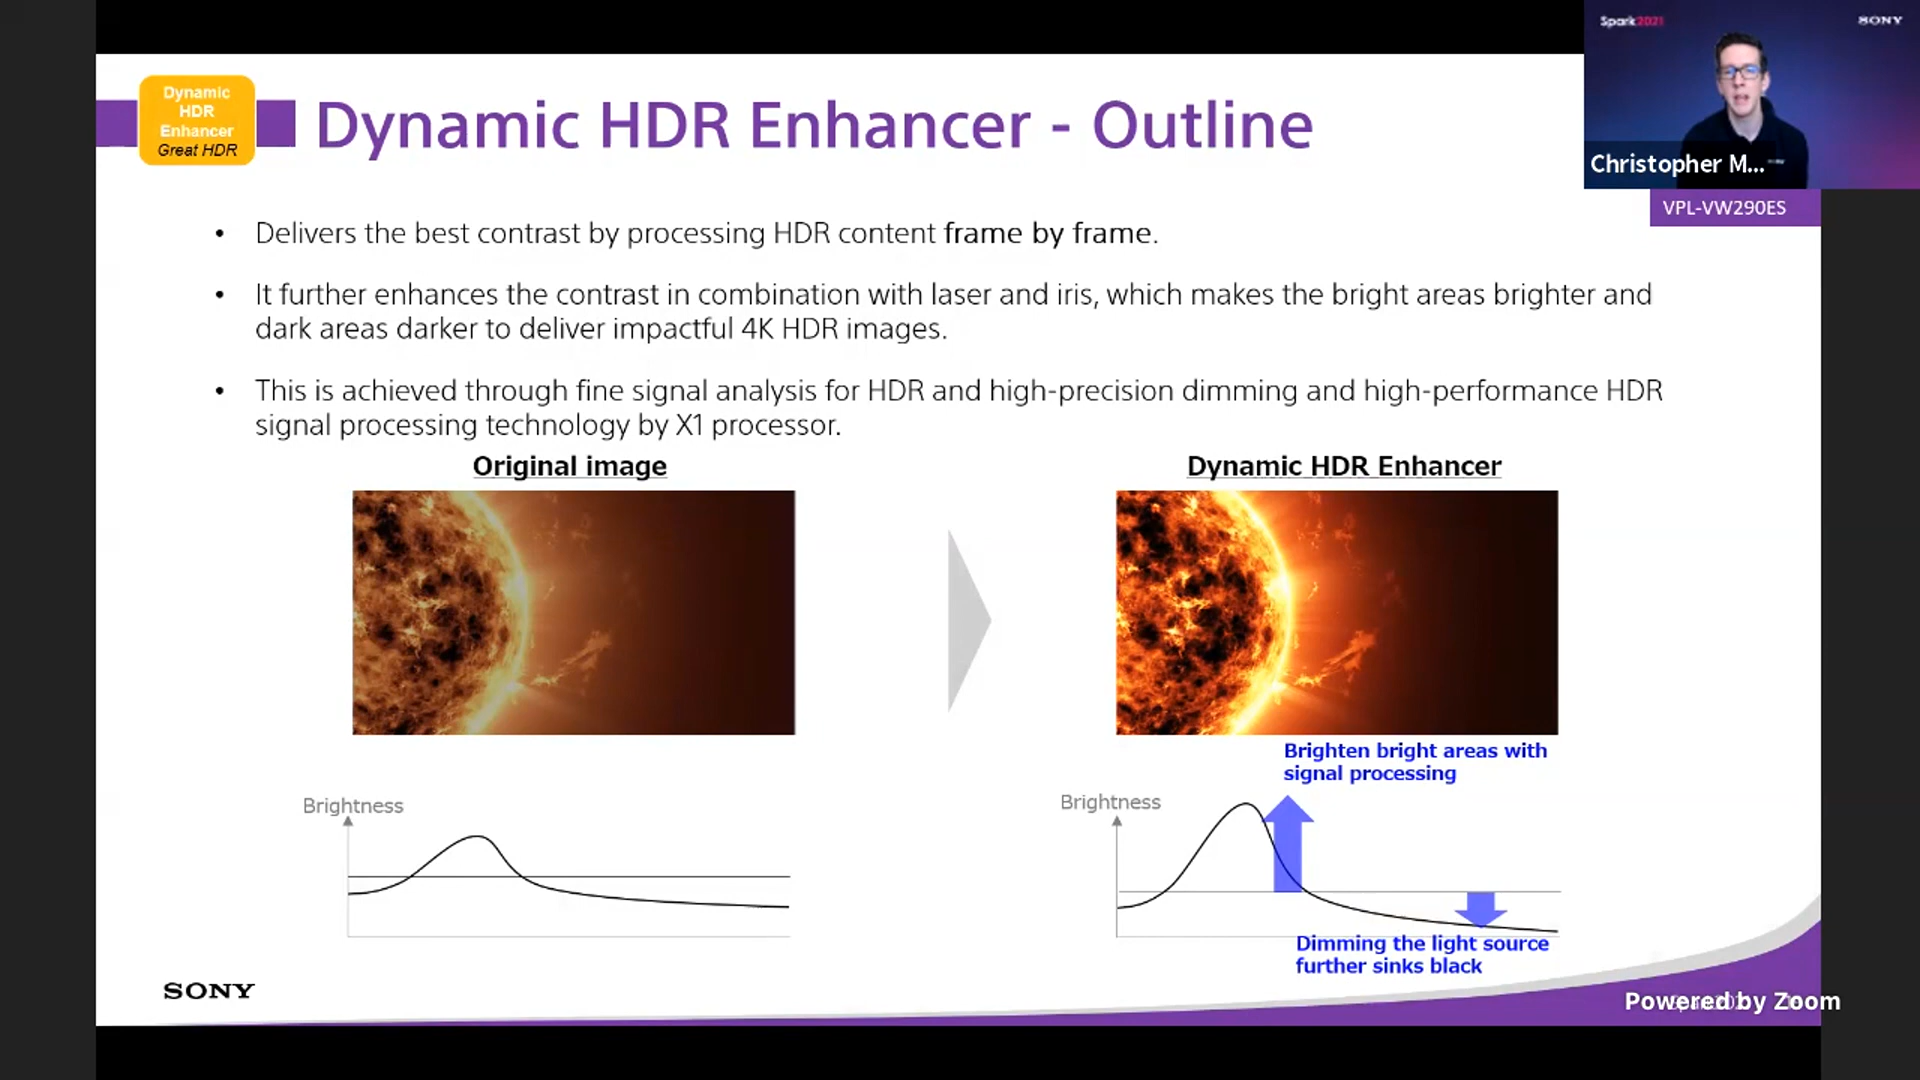 Dynamic
HDR
Enhancer
Great HDR
Dynamic HDR Enhancer - Outline
Spark2021
SONY
Christopher M...
VPL-VW290ES
• Delivers the best contrast by processing HDR content frame by frame.
• It further enhances the contrast in combination with laser and iris, which makes the bright areas brighter and
dark areas darker to deliver impactful 4K HDR images.
• This is achieved through fine signal analysis for HDR and high-precision dimming and high-performance HDR
signal processing technology by X1 processor.
Original image
Dynamic HDR Enhancer
Brighten bright areas with
signal processing
Brightness
Brightness
Dimming the light source
further sinks black
SONY
Powered by Zoom